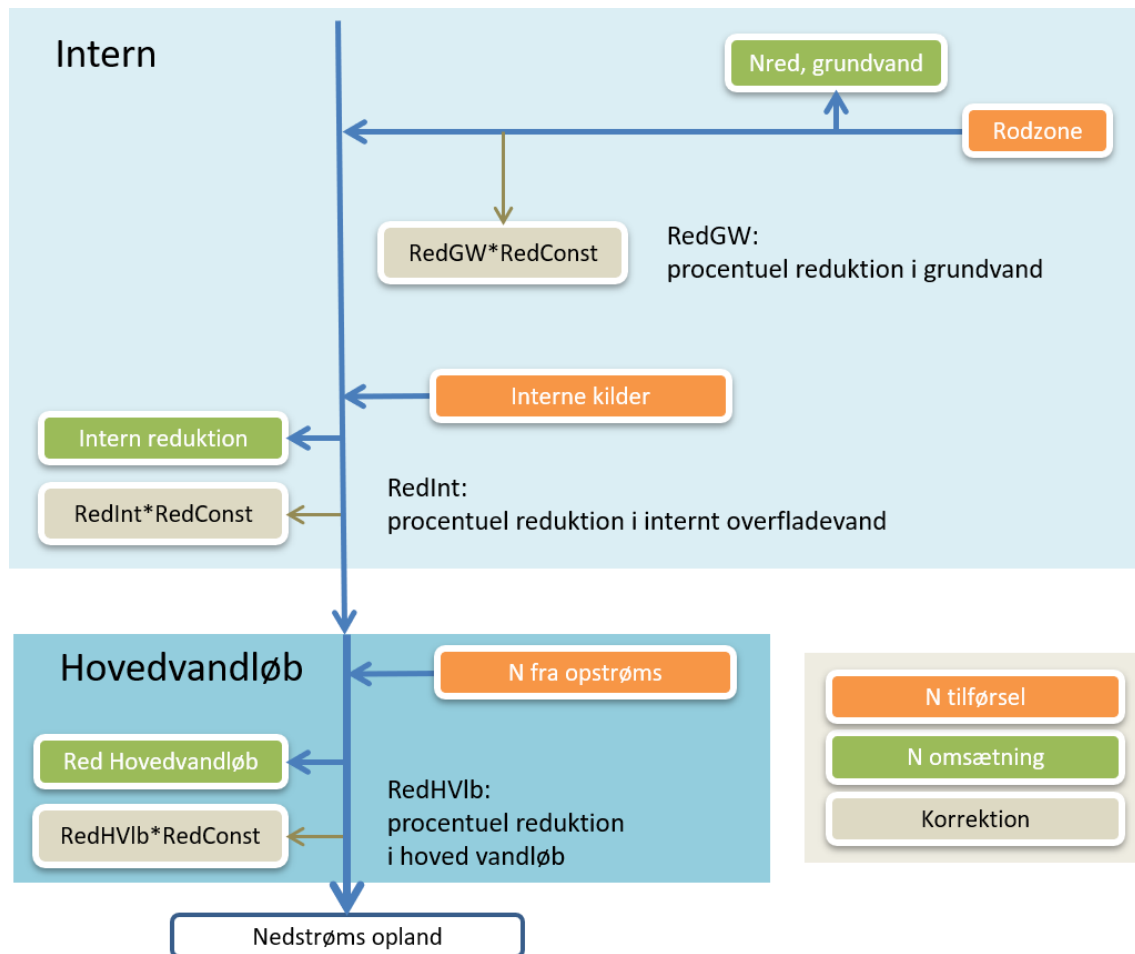 Intern
Nred, grundvand
Rodzone
RedGW*RedConst
RedGW:
procentuel reduktion i grundvand
Interne kilder
Intern reduktion
RedInt*RedConst
RedInt:
procentuel reduktion i internt overfladevand
Hovedvandløb
N fra opstrøms
Red Hovedvandløb
RedHVlb*RedConst
RedHVlb:
procentuel reduktion
i hoved vandløb
N tilførsel
N omsætning
Korrektion
Nedstrøms opland